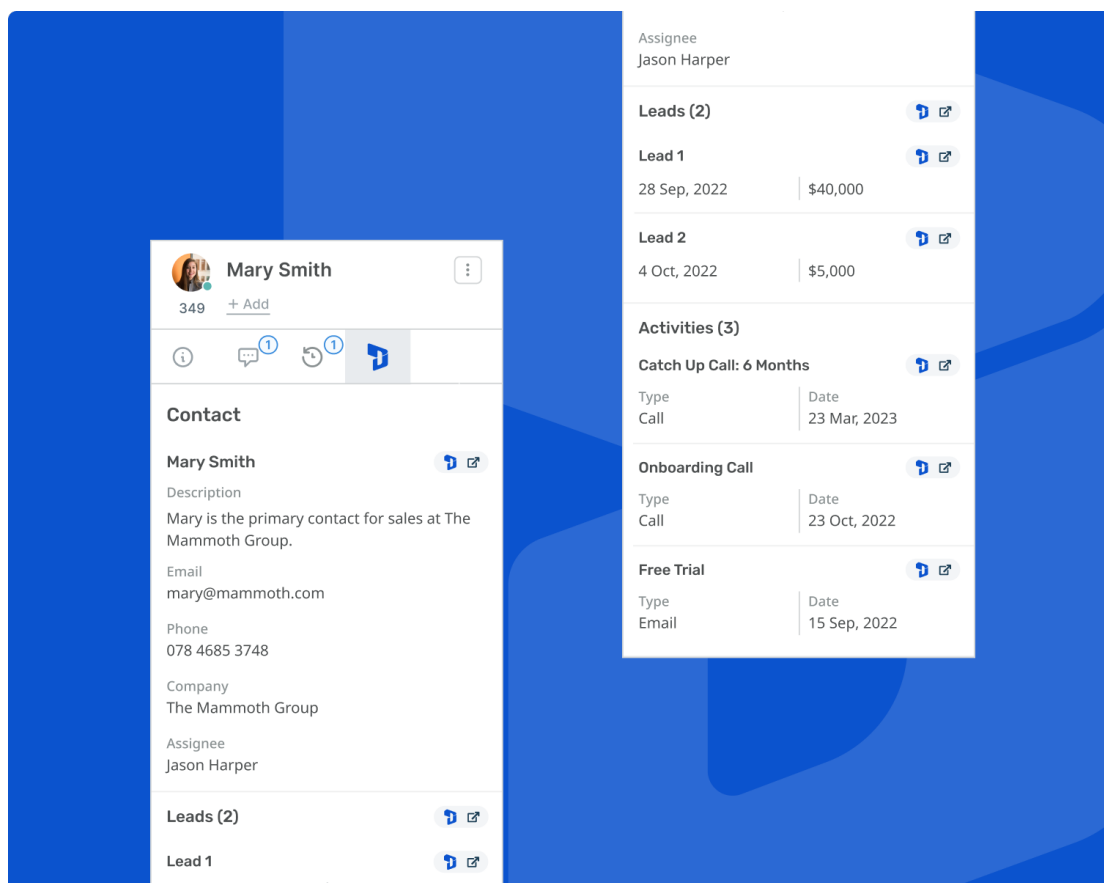 Mary Smith
349
+ Add
1
1
Contact
Mary Smith
Description
Mary is the primary contact for sales at The
Mammoth Group.
Email
mary@mammoth.com
Phone
078 4685 3748
Company
The Mammoth Group
Assignee
Jason Harper
Leads (2)
Lead 1
Assignee
Jason Harper
Leads (2)
Lead 1
28 Sep, 2022 $40,000
Lead 2
4 Oct, 2022 $5,000
Activities (3)
Catch Up Call: 6 Months
Type Date
Call 23 Mar, 2023
Onboarding Call
Type Date
Call 23 Oct, 2022
Free Trial
Type Date
Email 15 Sep, 2022